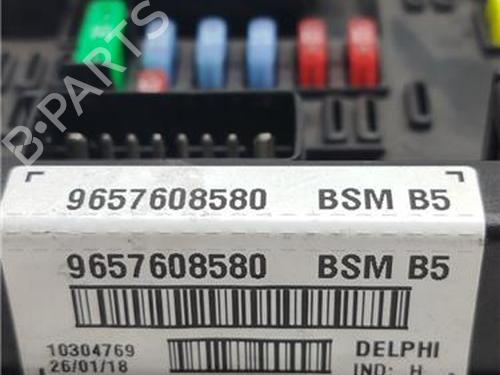 B-PARTS
9657608580 BSM B5
9657608580 BSM B5
10304769 DELPHI
26/01/18 IND: H